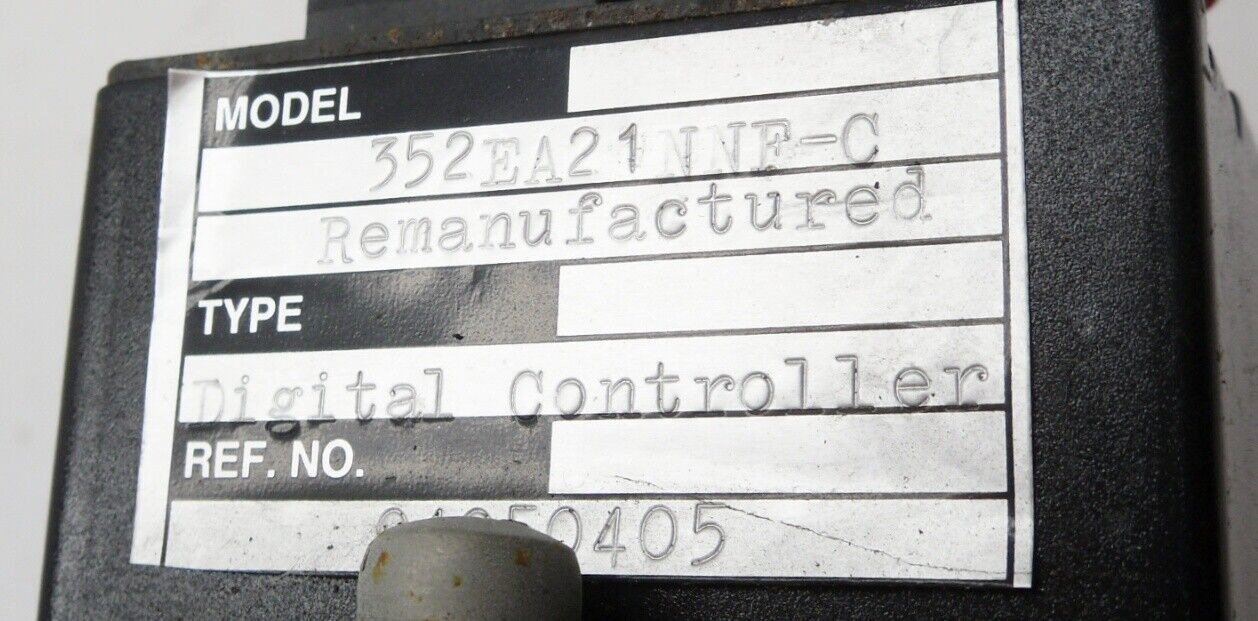 MODEL
352EA21NNF-C
Remanufactured
TYPE
Digital Controller
REF. NO.